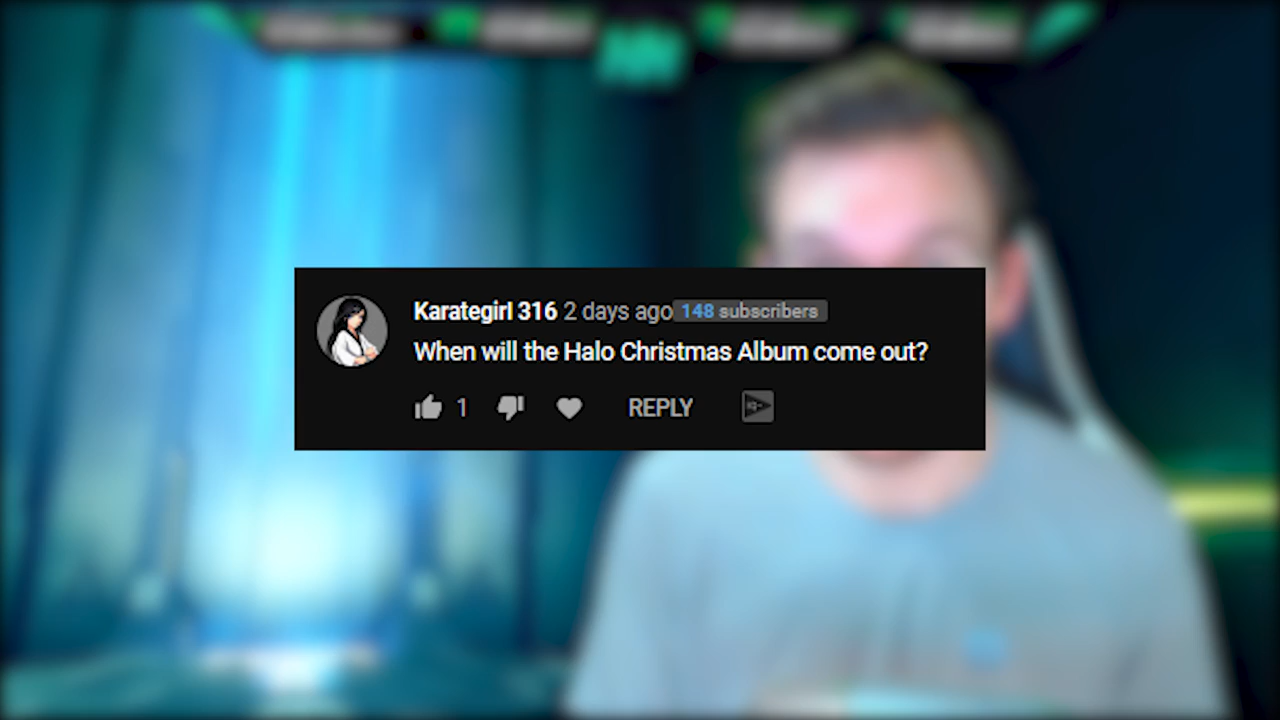 Karategirl 316 2 days ago 148 subscribers
When will the Halo Christmas Album come out?
1 REPLY